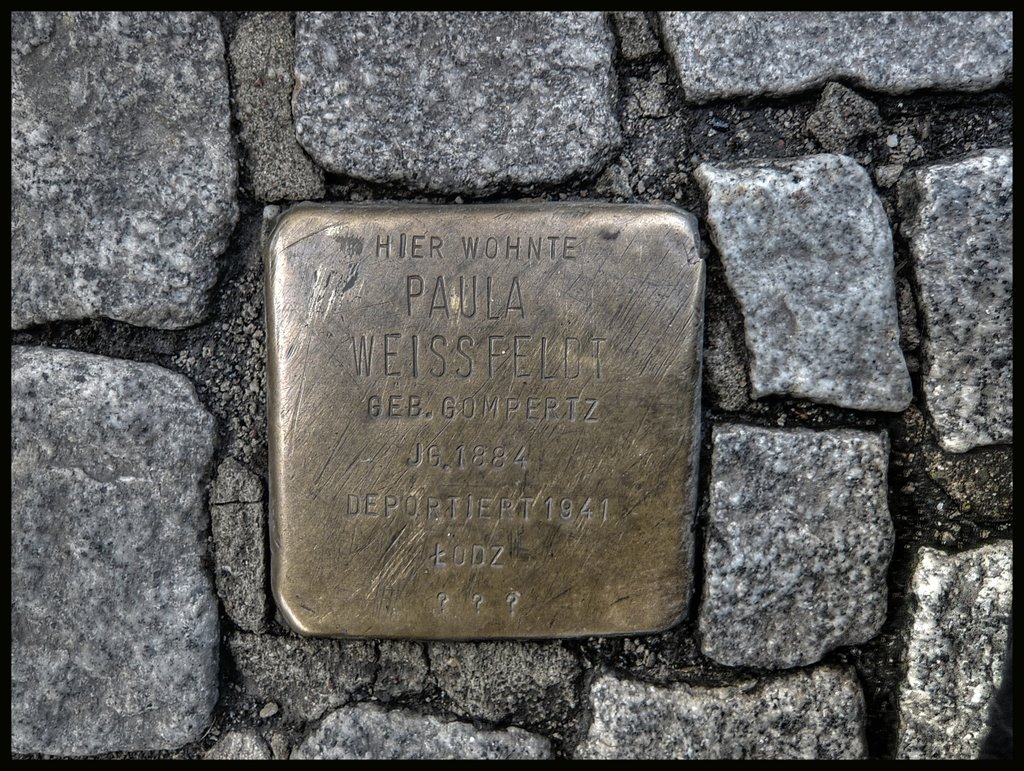 HIER WOHNTE
PAULA
WEISSFELDT
GEB. GOMPERTZ
JG. 1884
DEPORTIERT 1941
ŁODZ
? ? ?